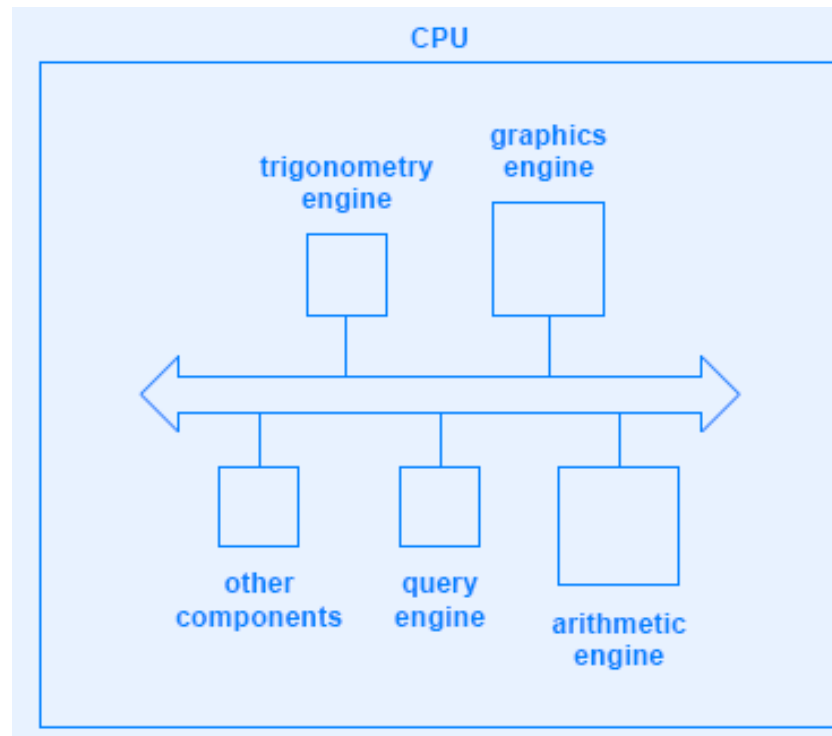 CPU
graphics
engine
trigonometry
engine
other
components
query
engine
arithmetic
engine